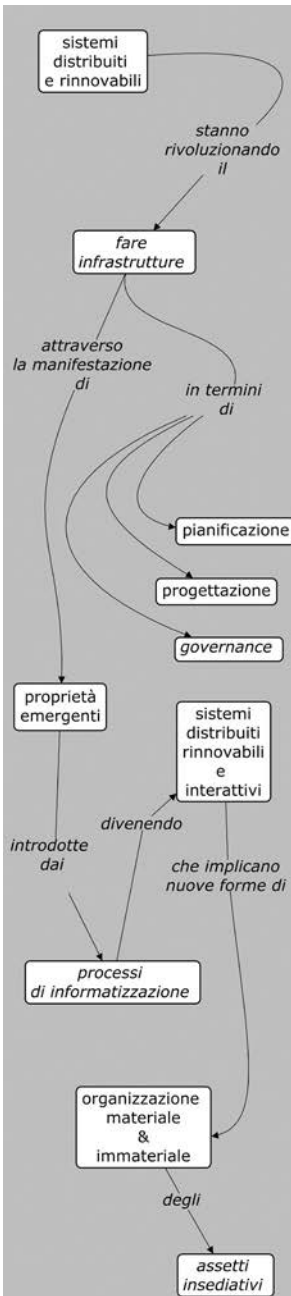 sistemi
distribuiti
e rinnovabili
stanno
rivoluzionando
il
fare
infrastrutture
attraverso
la manifestazione
di
in termini
di
pianificazione
progettazione
governance
proprietà
emergenti
sistemi
distribuiti
rinnovabili
e
interattivi
divenendo
introdotte
dai
che implicano
nuove forme di
processi
di informatizzazione
organizzazione
materiale
&
immateriale
degli
assetti
insediativi